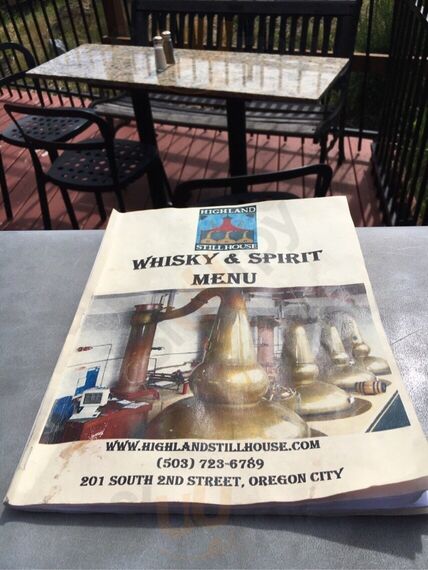 HIGHLAND
STILLHOUSE
WHISKY & SPIRIT
MENU
WWW.HIGHLANDSTILLHOUSE.COM
(503) 723-6789
201 SOUTH 2ND STREET, OREGON CITY